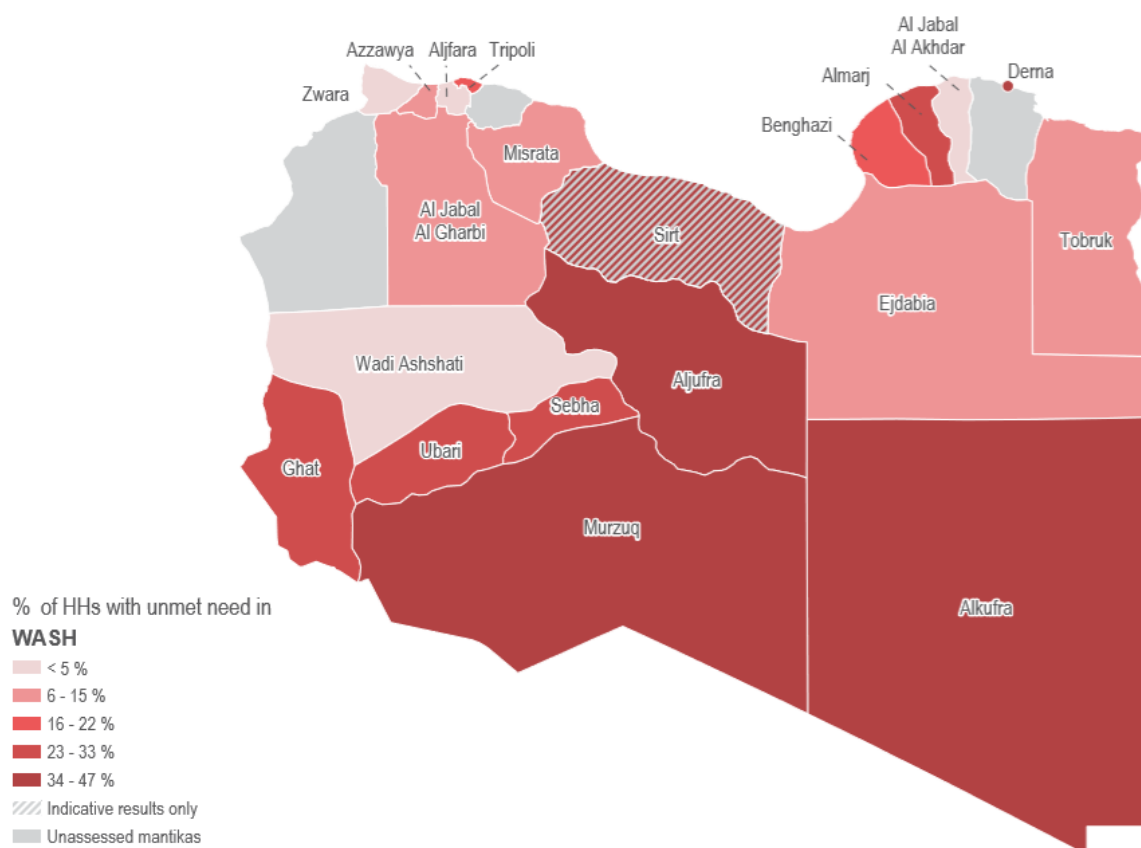 Al Jabal
Al Akhdar
Azzawya
Aljfara
Tripoli
Derna
Almarj
Zwara
Benghazi
Misrata
Al Jabal
Al Gharbi
Sirt
Tobruk
Ejdabia
Wadi Ashshati
Aljufra
Sebha
Ubari
Ghat
Murzuq
Alkufra
% of HHs with unmet need in
WASH
< 5 %
6 - 15 %
16 - 22 %
23 - 33 %
34 - 47 %
Indicative results only
Unassessed mantikas